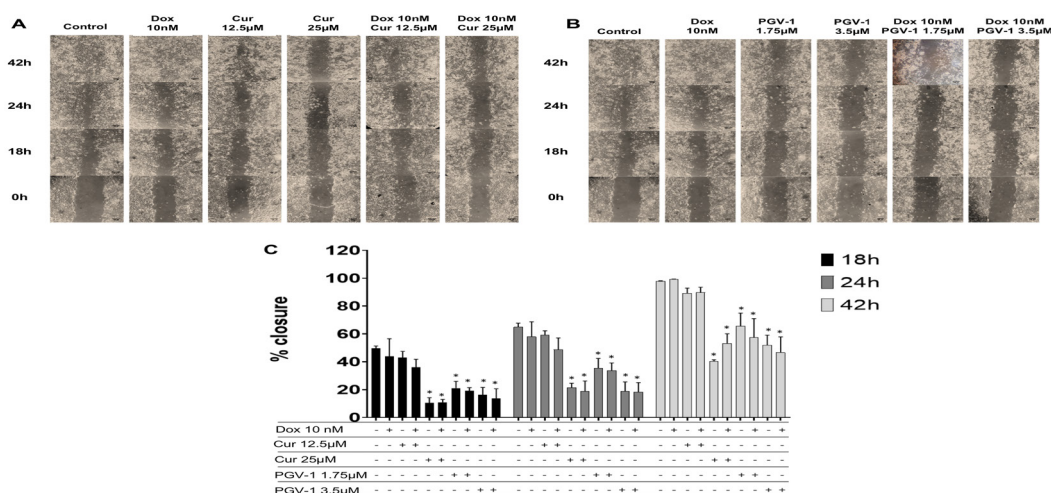 A
Control
Dox 10nM
Cur 12.5µM
Cur 25µM
Dox 10nM Cur 12.5µM
Dox 10nM Cur 25µM
42h
24h
18h
0h
B
Control
Dox 10nM
PGV-1 1.75µM
PGV-1 3.5µM
Dox 10nM PGV-1 1.75µM
Dox 10nM PGV-1 3.5µM
42h
24h
18h
0h
C
% closure
120
100
80
60
40
20
0
18h
24h
42h
Dox 10 nM - + - + - + - + - + - + - + - + - + - + - + - + - + - + - +
Cur 12.5µM - - + + - - - - - - - - + + - - - - - - - - + + - - - - - -
Cur 25µM - - - - + + - - - - - - - - + + - - - - - - - - + + - - - -
PGV-1 1.75µM - - - - - - + + - - - - - - - - + + - - - - - - - - + + - -
PGV-1 3.5µM - - - - - - - - + + - - - - - - - - + + - - - - - - - - + +